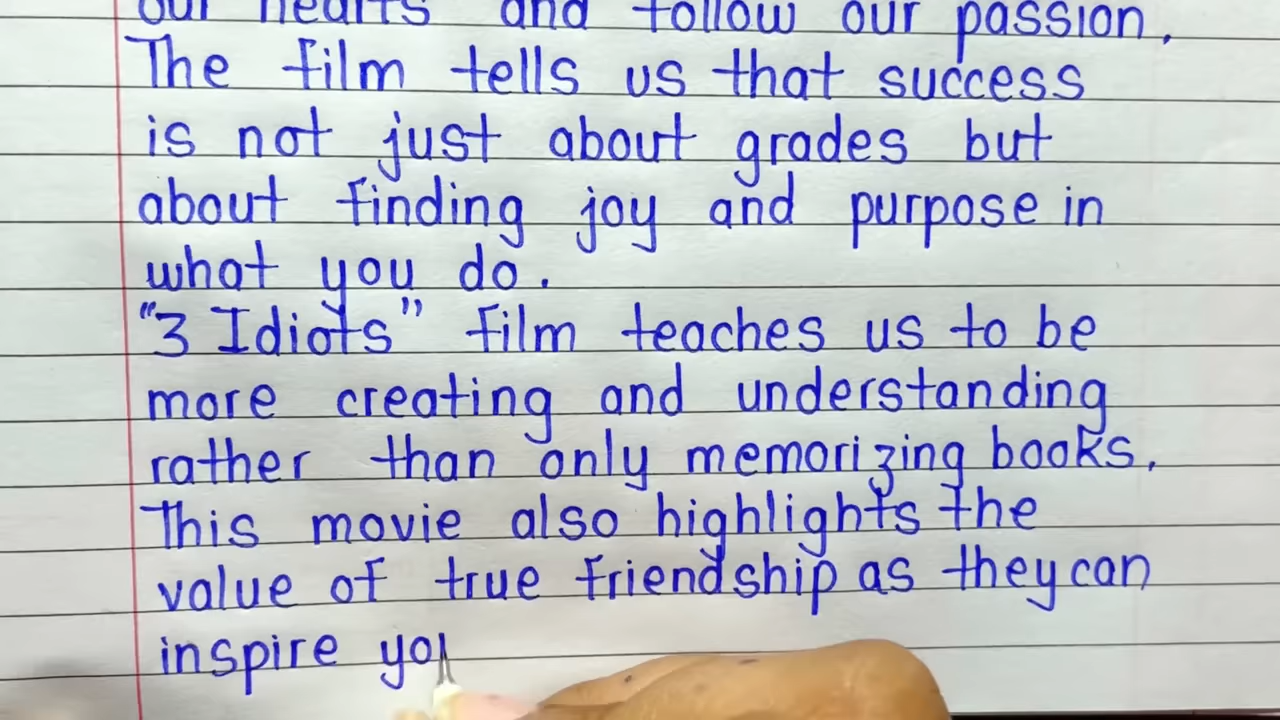 our hearts and follow our passion.
The film tells us that success
is not just about grades but
about finding joy and purpose in
what you do.
"3 Idiots" film teaches us to be
more creating and understanding
rather than only memorizing books.
This movie also highlights the
value of true friendship as they can
inspire you